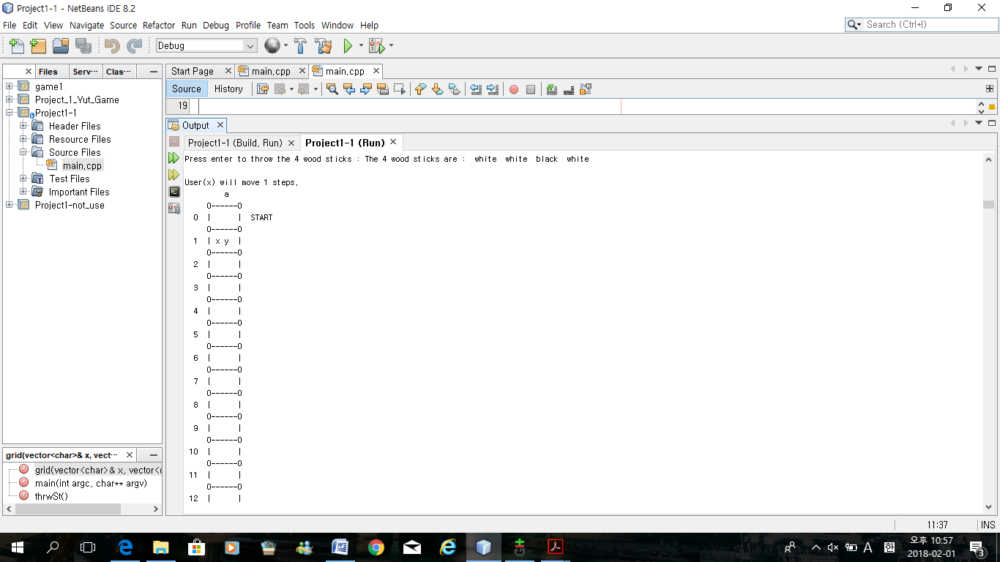 Project1-1 - NetBeans IDE 8.2
File Edit View Navigate Source Refactor Run Debug Profile Team Tools Window Help
Search (Ctrl+I)
Debug
Files Serv··· Clas···
game1
Project_1_Yut_Game
Project1-1
Header Files
Resource Files
Source Files
main.cpp
Test Files
Important Files
Project1-not_use
grid(vector<char>& x, vect···
grid(vector<char>& x, vector<c
main(int argc, char** argv)
thrwSt()
Start Page main.cpp main.cpp
Source History
19
Output
Project1-1 (Build, Run) Project1-1 (Run)
Press enter to throw the 4 wood sticks : The 4 wood sticks are : white white black white
User(x) will move 1 steps.
a
0------0
0 | | START
0------0
1 | x y |
0------0
2 | |
0------0
3 | |
0------0
4 | |
0------0
5 | |
0------0
6 | |
0------0
7 | |
0------0
8 | |
0------0
9 | |
0------0
10 | |
0------0
11 | |
0------0
12 | |
11:37 INS
A 한 오후 10:57
2018-02-01
3